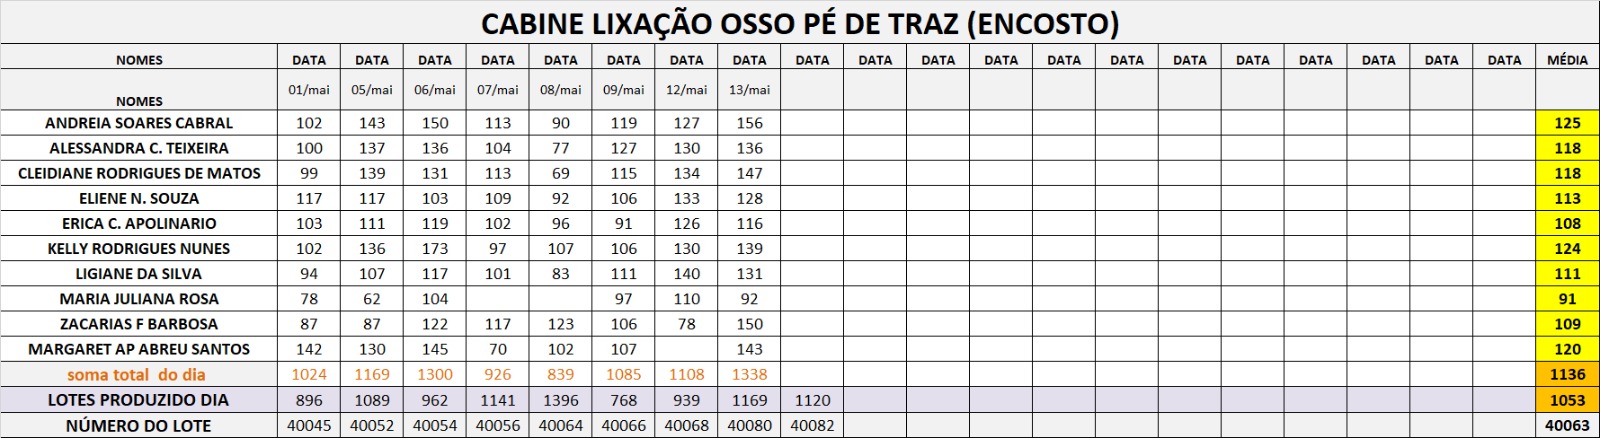 CABINE LIXAÇÃO OSSO PÉ DE TRAZ (ENCOSTO)
NOMES DATA DATA DATA DATA DATA DATA DATA DATA DATA DATA DATA DATA DATA DATA DATA DATA DATA DATA DATA DATA MÉDIA
NOMES 01/mai 05/mai 06/mai 07/mai 08/mai 09/mai 12/mai 13/mai
ANDREIA SOARES CABRAL 102 143 150 113 90 119 127 156 125
ALESSANDRA C. TEIXEIRA 100 137 136 104 77 127 130 136 118
CLEIDIANE RODRIGUES DE MATOS 99 139 131 113 69 115 134 147 118
ELIENE N. SOUZA 117 117 103 109 92 106 133 128 113
ERICA C. APOLINARIO 103 111 119 102 96 91 126 116 108
KELLY RODRIGUES NUNES 102 136 173 97 107 106 130 139 124
LIGIANE DA SILVA 94 107 117 101 83 111 140 131 111
MARIA JULIANA ROSA 78 62 104 97 110 92 91
ZACARIAS F BARBOSA 87 87 122 117 123 106 78 150 109
MARGARET AP ABREU SANTOS 142 130 145 70 102 107 143 120
soma total do dia 1024 1169 1300 926 839 1085 1108 1338 1136
LOTES PRODUZIDO DIA 896 1089 962 1141 1396 768 939 1169 1120 1053
NÚMERO DO LOTE 40045 40052 40054 40056 40064 40066 40068 40080 40082 40063